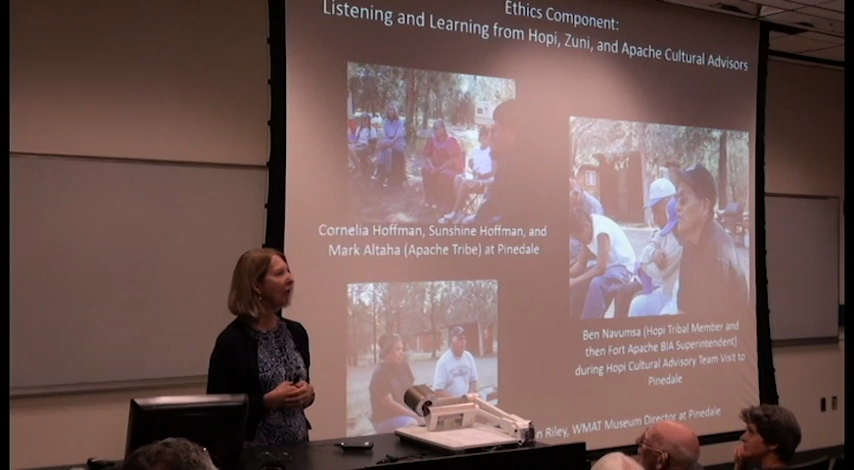 Ethics Component:
Listening and Learning from Hopi, Zuni, and Apache Cultural Advisors
Cornelia Hoffman, Sunshine Hoffman, and
Mark Altaha (Apache Tribe) at Pinedale
Ben Navumsa (Hopi Tribal Member and
then Fort Apache BIA Superintendent)
during Hopi Cultural Advisory Team Visit to
Pinedale
Riley, WMAT Museum Director at Pinedale